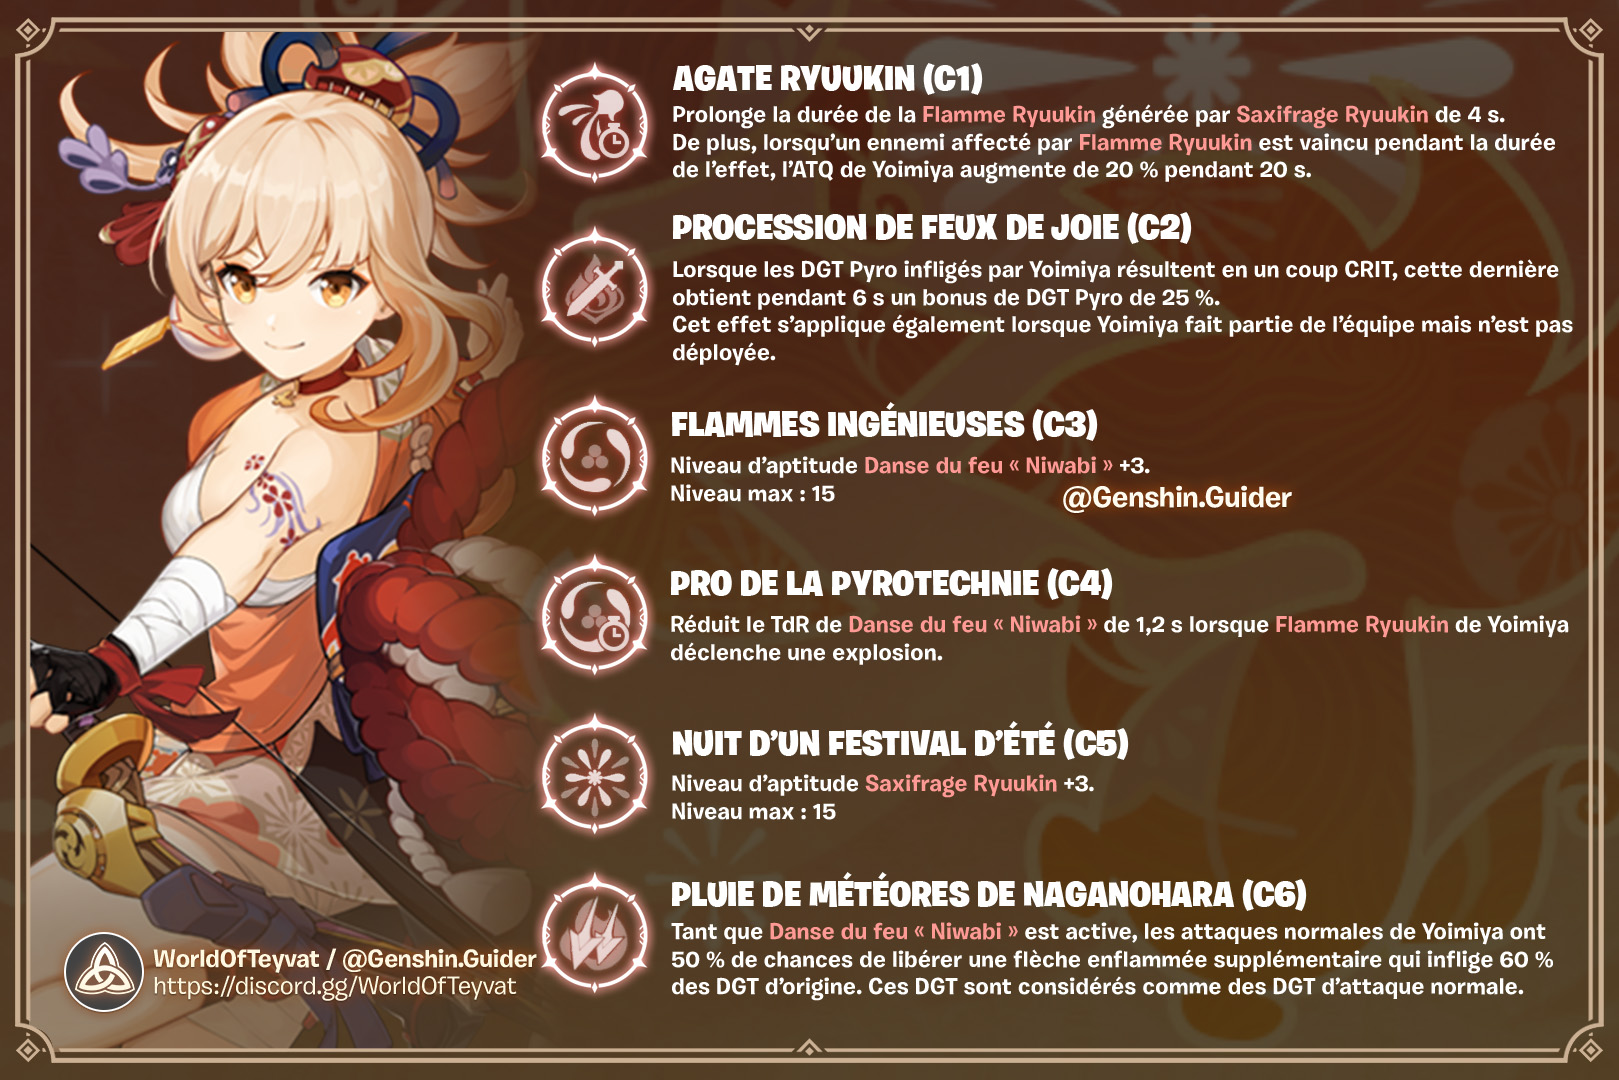 AGATE RYUUKIN (C1)
Prolonge la durée de la Flamme Ryuukin générée par Saxifrage Ryuukin de 4 s.
De plus, lorsqu’un ennemi affecté par Flamme Ryuukin est vaincu pendant la durée
de l’effet, l’ATQ de Yoimiya augmente de 20 % pendant 20 s.
PROCESSION DE FEUX DE JOIE (C2)
Lorsque les DGT Pyro infligés par Yoimiya résultent en un coup CRIT, cette dernière
obtient pendant 6 s un bonus de DGT Pyro de 25 %.
Cet effet s’applique également lorsque Yoimiya fait partie de l’équipe mais n’est pas
déployée.
FLAMMES INGÉNIEUSES (C3)
Niveau d’aptitude Danse du feu « Niwabi » +3.
Niveau max : 15
@Genshin.Guider
PRO DE LA PYROTECHNIE (C4)
Réduit le TdR de Danse du feu « Niwabi » de 1,2 s lorsque Flamme Ryuukin de Yoimiya
déclenche une explosion.
NUIT D’UN FESTIVAL D’ÉTÉ (C5)
Niveau d’aptitude Saxifrage Ryuukin +3.
Niveau max : 15
PLUIE DE MÉTÉORES DE NAGANOHARA (C6)
Tant que Danse du feu « Niwabi » est active, les attaques normales de Yoimiya ont
50 % de chances de libérer une flèche enflammée supplémentaire qui inflige 60 %
des DGT d’origine. Ces DGT sont considérés comme des DGT d’attaque normale.
WorldOfTeyvat / @Genshin.Guider
https://discord.gg/WorldOfTeyvat